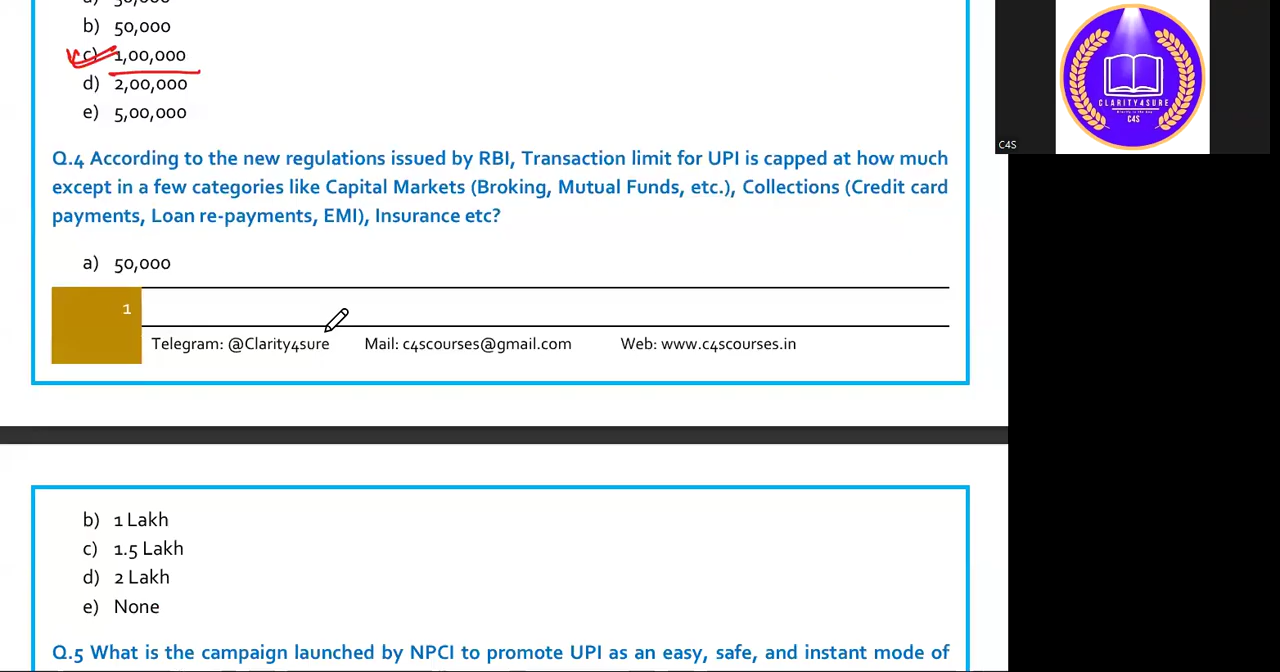 b) 50,000
c) 1,00,000
d) 2,00,000
e) 5,00,000
Q.4 According to the new regulations issued by RBI, Transaction limit for UPI is capped at how much
except in a few categories like Capital Markets (Broking, Mutual Funds, etc.), Collections (Credit card
payments, Loan re-payments, EMI), Insurance etc?
a) 50,000
1
Telegram: @Clarity4sure Mail: c4scourses@gmail.com Web: www.c4scourses.in
b) 1 Lakh
c) 1.5 Lakh
d) 2 Lakh
e) None
Q.5 What is the campaign launched by NPCI to promote UPI as an easy, safe, and instant mode of
CLARITY4SURE
C4S
C4S